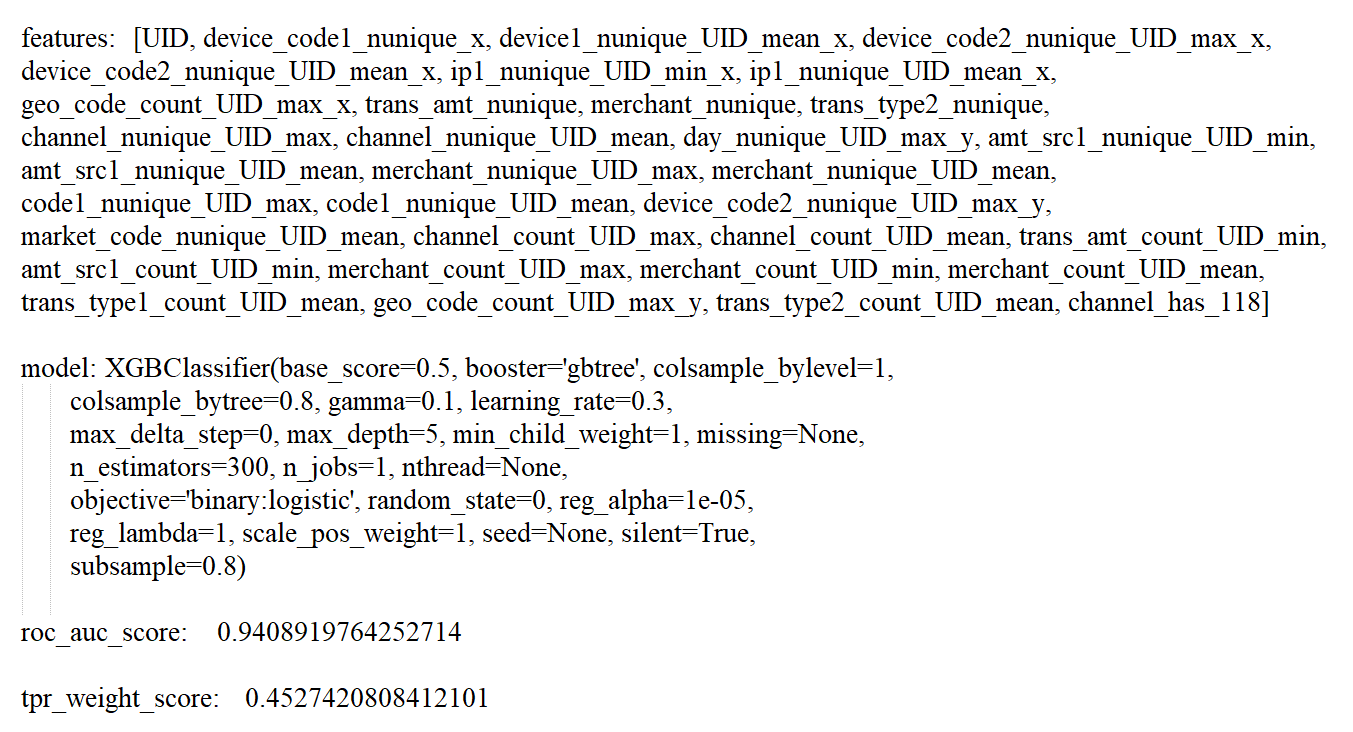 features:   [UID, device_code1_nunique_x, device1_nunique_UID_mean_x, device_code2_nunique_UID_max_x,
device_code2_nunique_UID_mean_x, ip1_nunique_UID_min_x, ip1_nunique_UID_mean_x,
geo_code_count_UID_max_x, trans_amt_nunique, merchant_nunique, trans_type2_nunique,
channel_nunique_UID_max, channel_nunique_UID_mean, day_nunique_UID_max_y, amt_src1_nunique_UID_min,
amt_src1_nunique_UID_mean, merchant_nunique_UID_max, merchant_nunique_UID_mean,
code1_nunique_UID_max, code1_nunique_UID_mean, device_code2_nunique_UID_max_y,
market_code_nunique_UID_mean, channel_count_UID_max, channel_count_UID_mean, trans_amt_count_UID_min,
amt_src1_count_UID_min, merchant_count_UID_max, merchant_count_UID_min, merchant_count_UID_mean,
trans_type1_count_UID_mean, geo_code_count_UID_max_y, trans_type2_count_UID_mean, channel_has_118]
model: XGBClassifier(base_score=0.5, booster='gbtree', colsample_bylevel=1,
colsample_bytree=0.8, gamma=0.1, learning_rate=0.3,
max_delta_step=0, max_depth=5, min_child_weight=1, missing=None,
n_estimators=300, n_jobs=1, nthread=None,
objective='binary:logistic', random_state=0, reg_alpha=1e-05,
reg_lambda=1, scale_pos_weight=1, seed=None, silent=True,
subsample=0.8)
roc_auc_score:    0.9408919764252714
tpr_weight_score:    0.4527420808412101